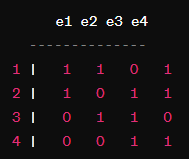 e1 e2 e3 e4
---------------
1 | 1 1 0 1
2 | 1 0 1 1
3 | 0 1 1 0
4 | 0 0 1 1